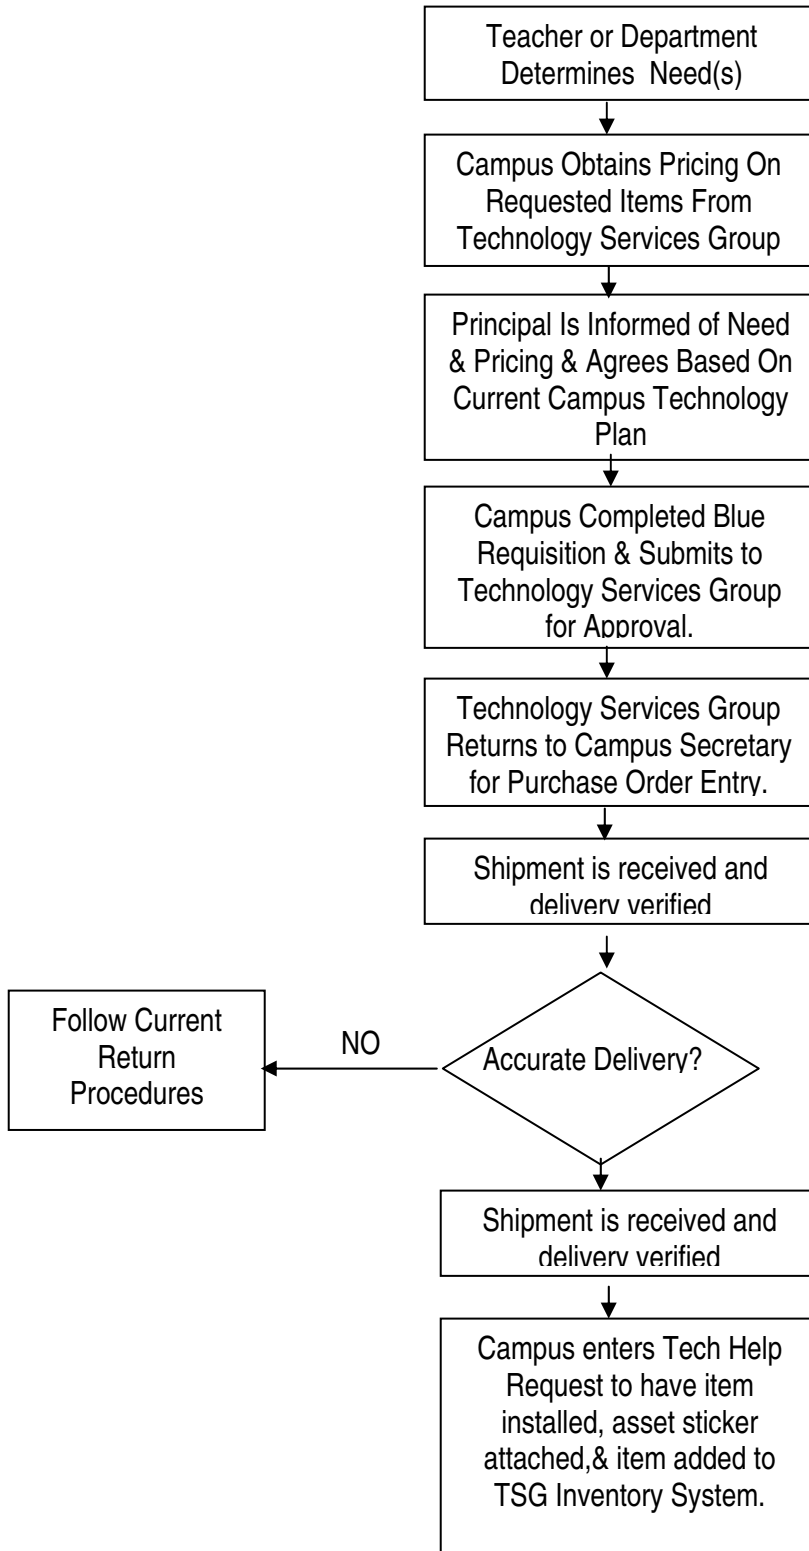 Teacher or Department
Determines Need(s)
Campus Obtains Pricing On
Requested Items From
Technology Services Group
Principal Is Informed of Need
& Pricing & Agrees Based On
Current Campus Technology
Plan
Campus Completed Blue
Requisition & Submits to
Technology Services Group
for Approval.
Technology Services Group
Returns to Campus Secretary
for Purchase Order Entry.
Shipment is received and
delivery verified
Accurate Delivery?
NO
Follow Current
Return
Procedures
Shipment is received and
delivery verified
Campus enters Tech Help
Request to have item
installed, asset sticker
attached,& item added to
TSG Inventory System.